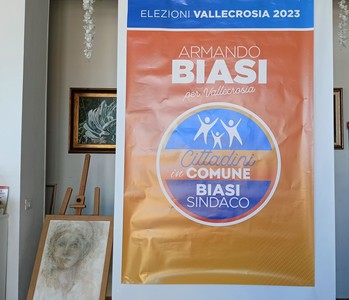 ELEZIONI VALLECROSIA 2023
ARMANDO
BIASI
per Vallecrosia
Cittadini
in COMUNE
BIASI
SINDACO